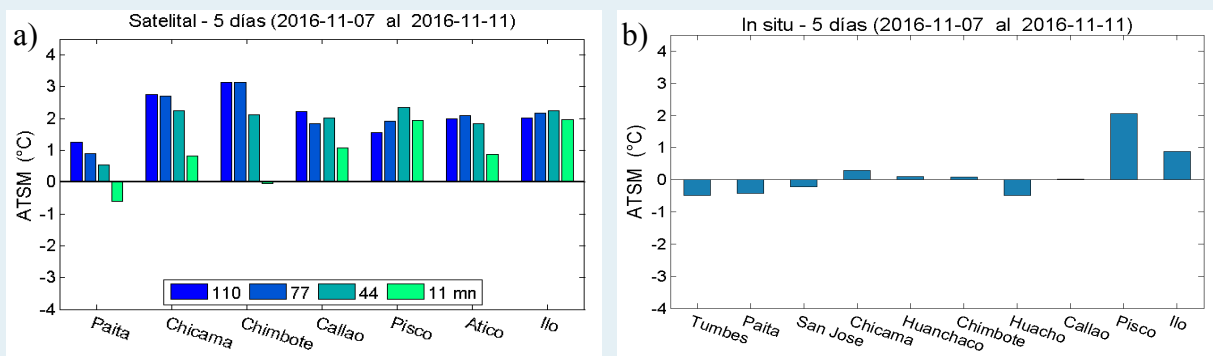 a)
Satelital - 5 días (2016-11-07 al 2016-11-11)
ATSM (°C)
4
3
2
1
0
-1
-2
-3
-4
110 77 44 11 mn
Paita Chicama Chimbote Callao Pisco Atico Ilo
b)
In situ - 5 días (2016-11-07 al 2016-11-11)
ATSM (°C)
4
3
2
1
0
-1
-2
-3
-4
Tumbes Paita San Jose Chicama Huanchaco Chimbote Huacho Callao Pisco Ilo